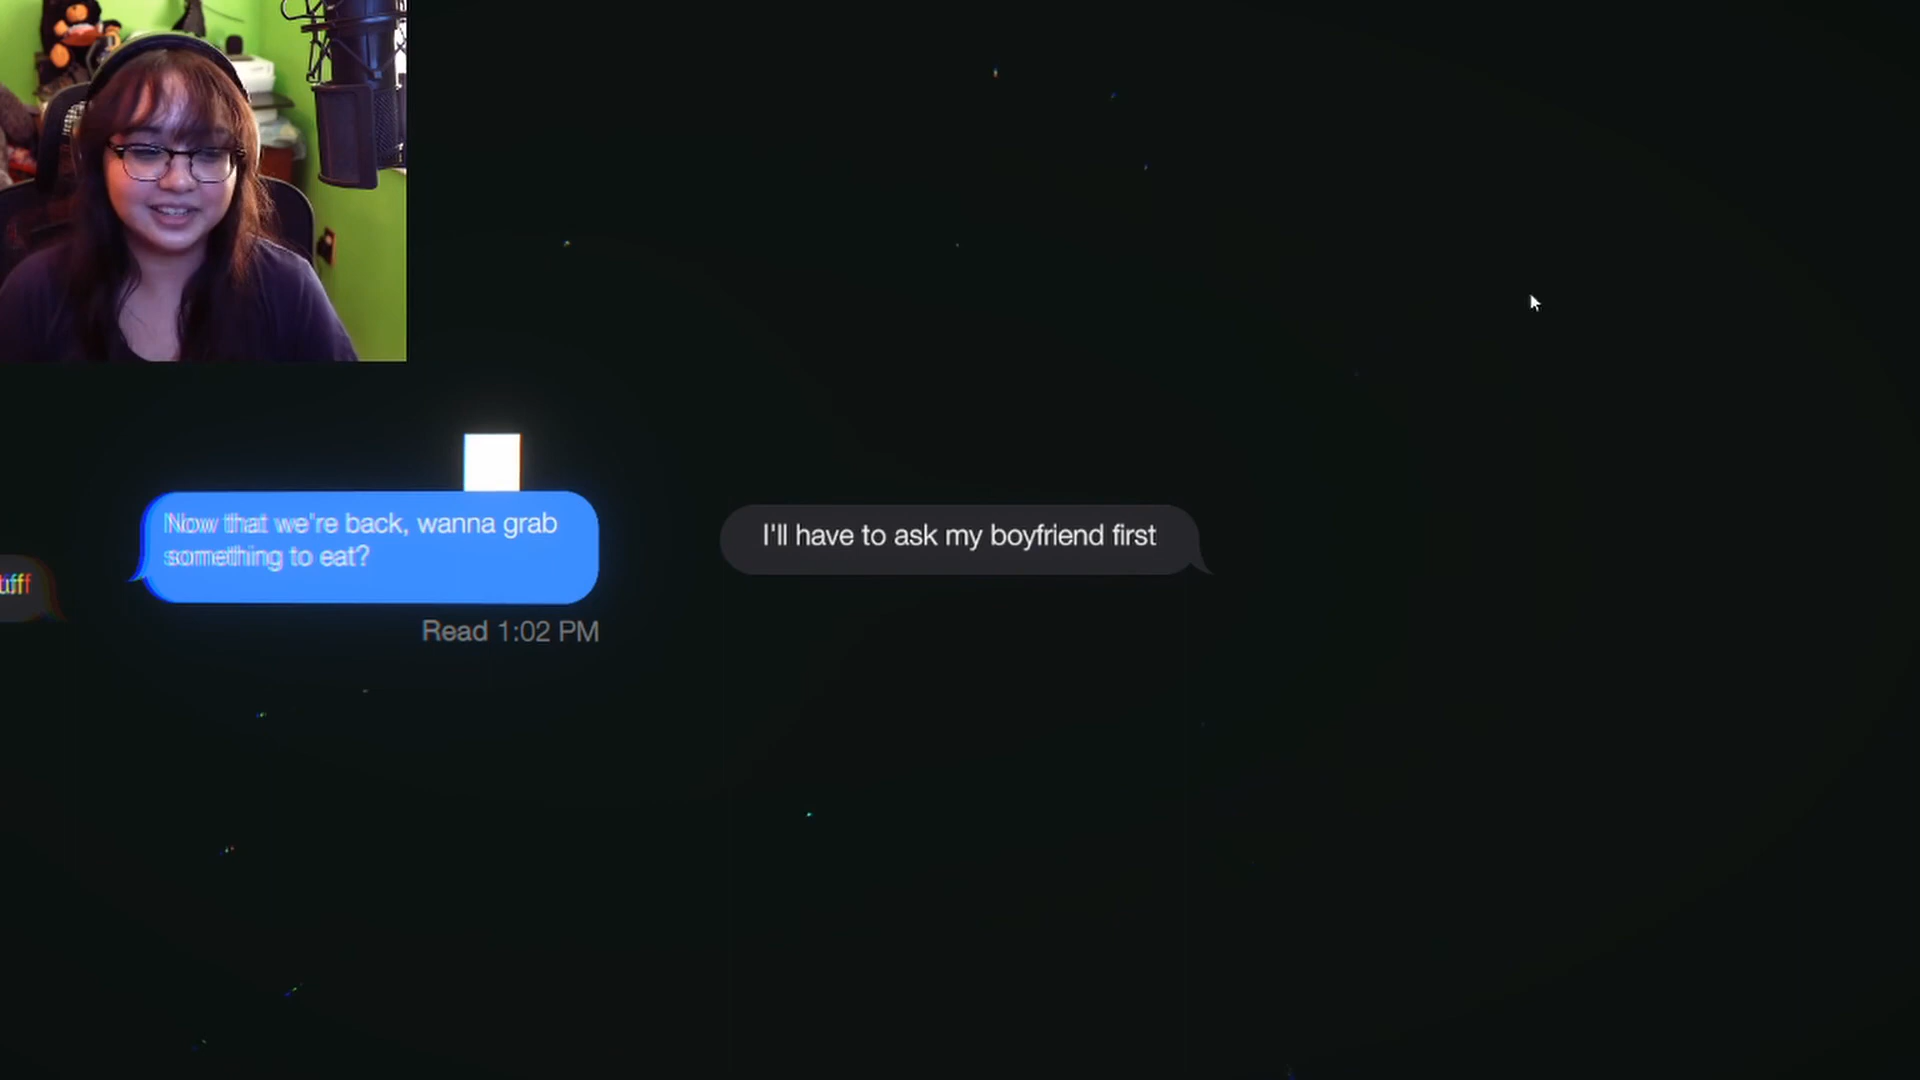 Now that we're back, wanna grab
something to eat?
Read 1:02 PM
I'll have to ask my boyfriend first